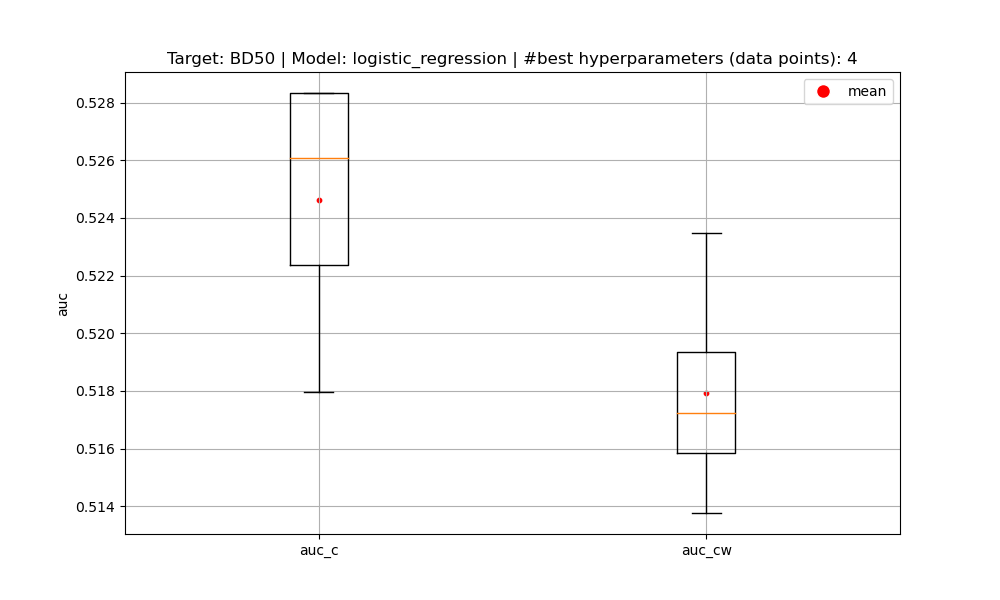 Target: BD50 | Model: logistic_regression | #best hyperparameters (data points): 4
mean
0.528
0.526
0.524
0.522
0.520
0.518
0.516
0.514
auc
auc_c
auc_cw